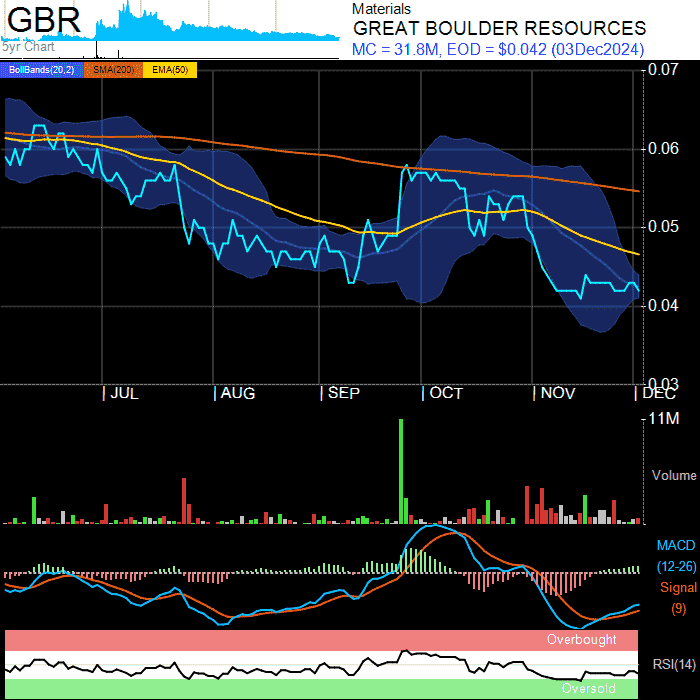 GBR
5yr Chart
Materials
GREAT BOULDER RESOURCES
MC = 31.8M, EOD = $0.042 (03Dec2024)
BollBands(20,2) SMA(200) EMA(50)
0.07
0.06
0.05
0.04
0.03
JUL AUG SEP OCT NOV DEC
11M
Volume
MACD
(12-26)
Signal
(9)
Overbought
RSI(14)
Oversold